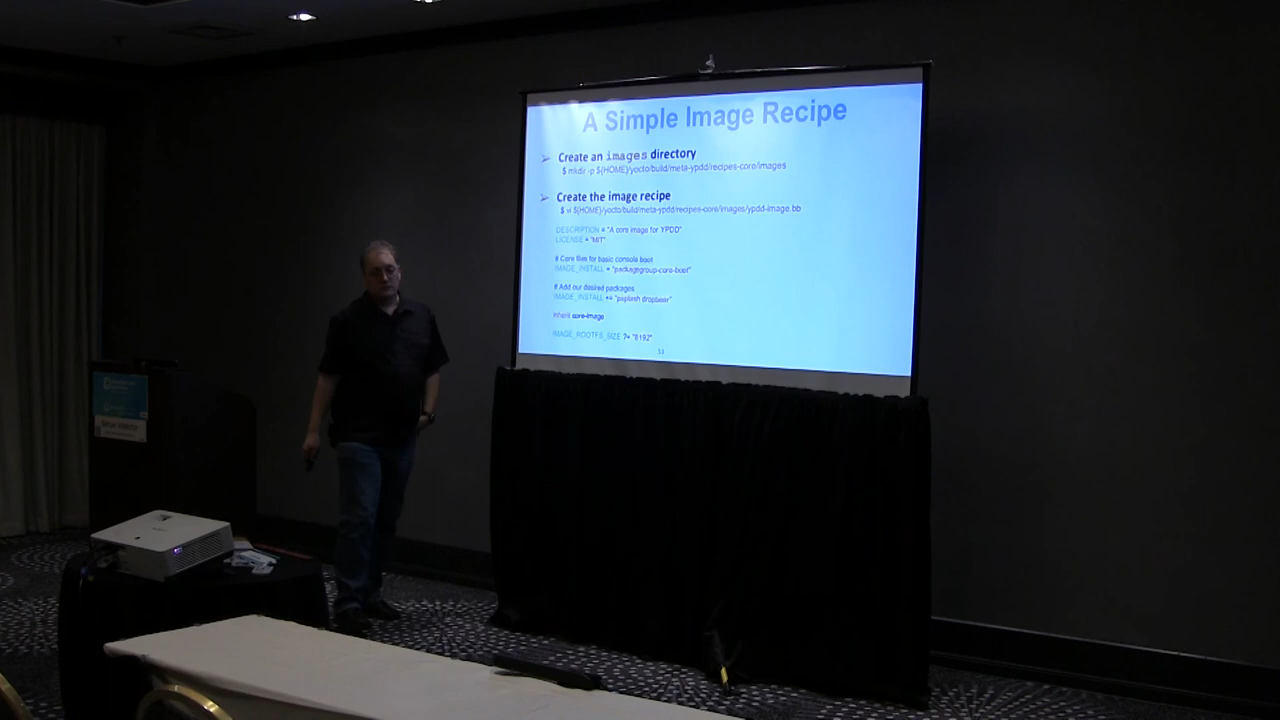 A Simple Image Recipe
➢ Create an images directory
$ mkdir -p ${HOME}/yocto/build/meta-ypdd/recipes-core/images
➢ Create the image recipe
$ vi ${HOME}/yocto/build/meta-ypdd/recipes-core/images/ypdd-image.bb
DESCRIPTION = "A core image for YPDD"
LICENSE = "MIT"
# Core files for basic console boot
IMAGE_INSTALL = "packagegroup-core-boot"
# Add our desired packages
IMAGE_INSTALL += "psplash dropbear"
inherit core-image
IMAGE_ROOTFS_SIZE ?= "8192"